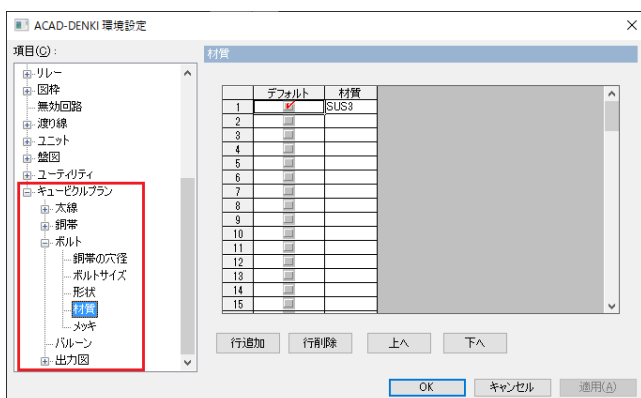 ACAD-DENKI 環境設定
項目(C):
リレー
図枠
無効回路
渡り線
ユニット
盤図
ユーティリティ
キュービクルプラン
太線
銅帯
ボルト
銅帯の穴径
ボルトサイズ
形状
材質
メッキ
バルーン
出力図
材質
デフォルト 材質
1 SUS3
2
3
4
5
6
7
8
9
10
11
12
13
14
15
行追加 行削除 上へ 下へ
OK キャンセル 適用(A)